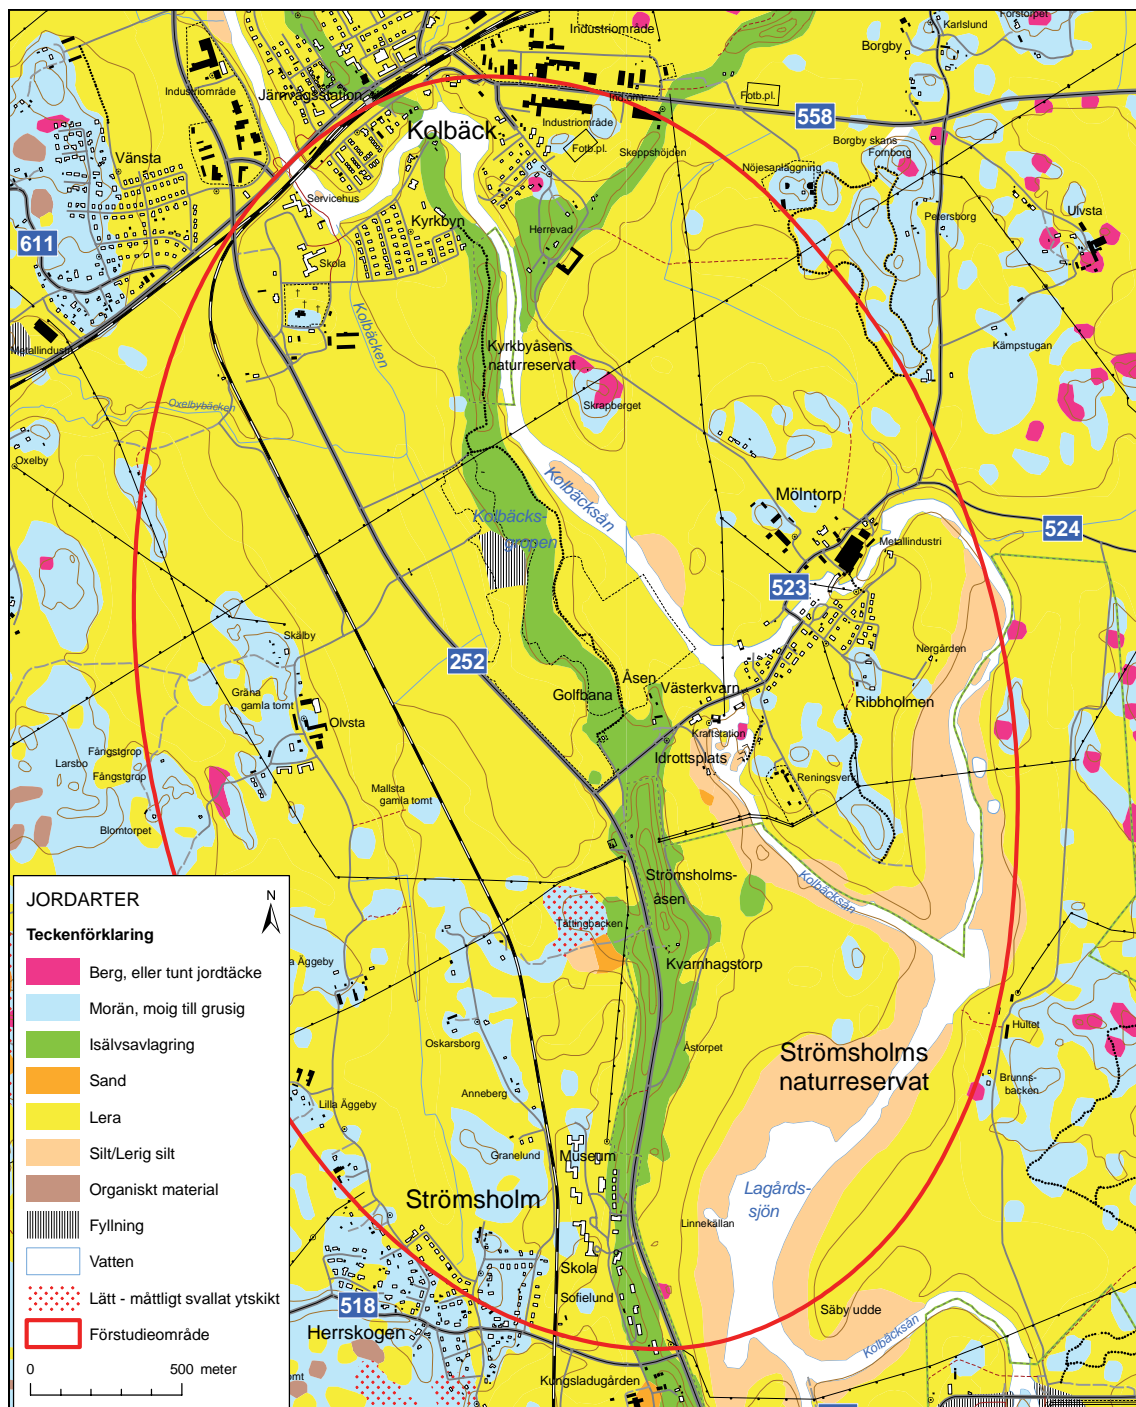 Industriområde
Karlslund
Förstorpet
Borgby
Industriområde
Järnvägsstation
Ind.omr.
Fotb.pl.
558
Kolbäck
Industriområde
Fotb.pl.
Skeppshöjden
Borgby skans
Fornborg
Nöjesanläggning
Vänsta
Servicehus
Kyrkbyn
Herrevad
Petersborg
Ulvsta
611
Skola
Kolbäcken
Metallindustri
Kyrkbyåsens
naturreservat
Kämpstugan
Oxelbybäcken
Skrapberget
Oxelby
Kolbäcksån
Mölntorp
Kolbäcks-
gropen
Metallindustri
524
523
Skälby
252
Nergården
Åsen
Västerkvarn
Golfbana
Gräna
gamla tomt
Olvsta
Ribbholmen
Kraftstation
Idrottsplats
Fångstgrop
Larsbo
Fångstgrop
Reningsverk
Mallsta
gamla tomt
Blomtorpet
Strömsholms-
åsen
Kolbäcksån
JORDARTER
N
Teckenförklaring
Tättingbacken
Kvarnhagstorp
a Äggeby
Berg, eller tunt jordtäcke
Morän, moig till grusig
Isälvsavlagring
Sand
Lera
Silt/Lerig silt
Organiskt material
Fyllning
Vatten
Lätt - måttligt svallat ytskikt
Förstudieområde
0 500 meter
Hultet
Oskarsborg
Åstorpet
Strömsholms
naturreservat
Brunns-
backen
Anneberg
Lilla Äggeby
Granelund
Museum
Strömsholm
Lagårds-
sjön
Linnekällan
Skola
Sofielund
518
Herrskogen
Säby udde
Kolbäcksån
Kungsladugården
omt